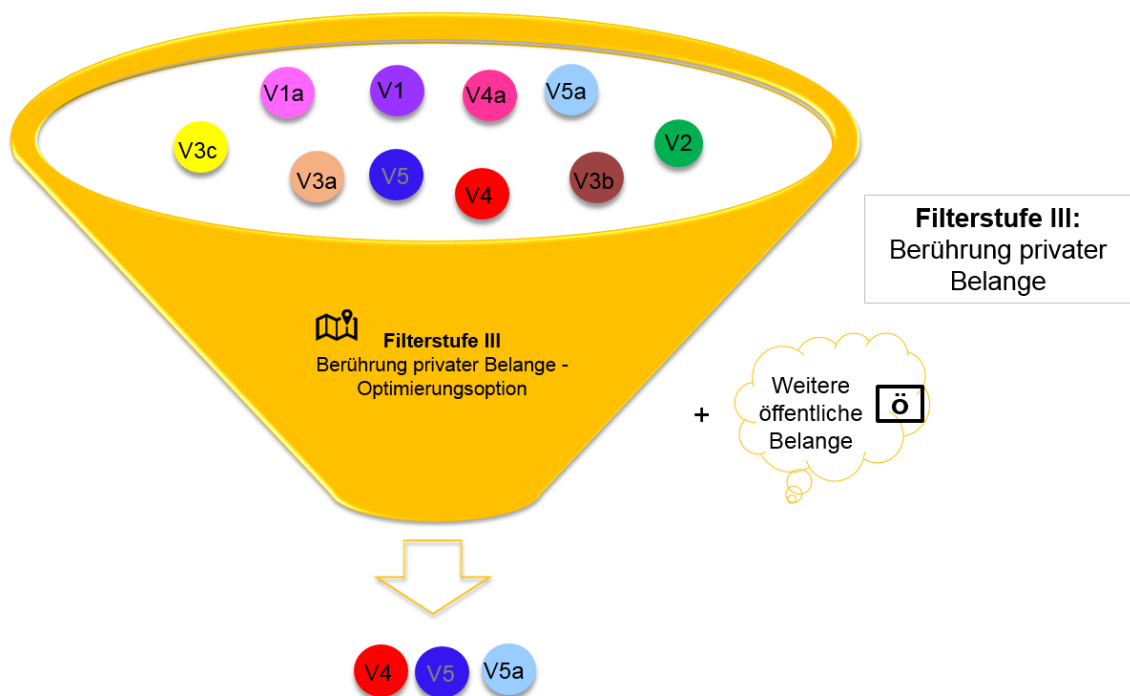 V1a
V1
V4a
V5a
V3c
V2
V3a
V5
V4
V3b
Filterstufe III:
Berührung privater
Belange
Filterstufe III
Berührung privater Belange -
Optimierungsoption
+
Weitere
öffentliche
Belange
ö
V4
V5
V5a